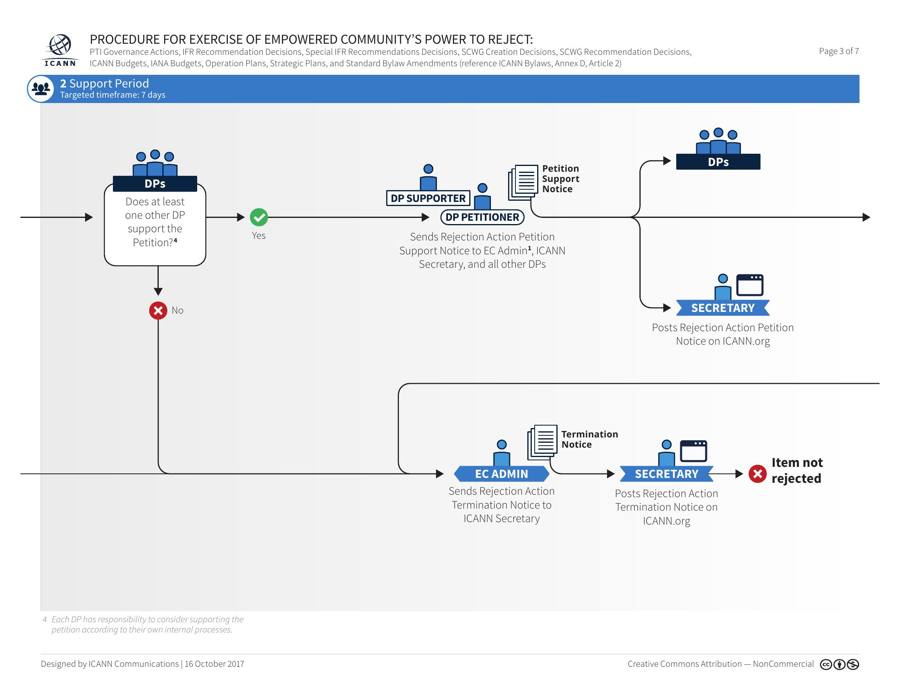 PROCEDURE FOR EXERCISE OF EMPOWERED COMMUNITY'S POWER TO REJECT:
PTI Governance Actions, IFR Recommendation Decisions, Special IFR Recommendations Decisions, SCWG Creation Decisions, SCWG Recommendation Decisions,
ICANN Budgets, IANA Budgets, Operation Plans, Strategic Plans, and Standard Bylaw Amendments (reference ICANN Bylaws, Annex D, Article 2)
Page 3 of 7
ICANN
2 Support Period
Targeted timeframe: 7 days
DPs
Does at least
one other DP
support the
Petition?4
Yes
No
DP SUPPORTER
DP PETITIONER
Petition
Support
Notice
Sends Rejection Action Petition
Support Notice to EC Admin1, ICANN
Secretary, and all other DPs
DPs
SECRETARY
Posts Rejection Action Petition
Notice on ICANN.org
EC ADMIN
Termination
Notice
Sends Rejection Action
Termination Notice to
ICANN Secretary
SECRETARY
Posts Rejection Action
Termination Notice on
ICANN.org
Item not
rejected
4 Each DP has responsibility to consider supporting the
petition according to their own internal processes.
Designed by ICANN Communications | 16 October 2017
Creative Commons Attribution — NonCommercial